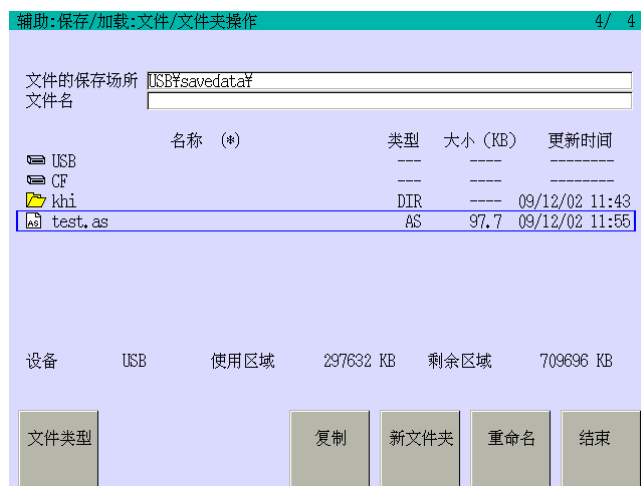 辅助:保存/加载:文件/文件夹操作 4/ 4
文件的保存场所 USB¥savedata¥
文件名
名称 (*) 类型 大小 (KB) 更新时间
USB --- ---- --------
CF --- ---- --------
khi DIR ---- 09/12/02 11:43
AS test.as AS 97.7 09/12/02 11:55
设备 USB 使用区域 297632 KB 剩余区域 709696 KB
文件类型 复制 新文件夹 重命名 结束